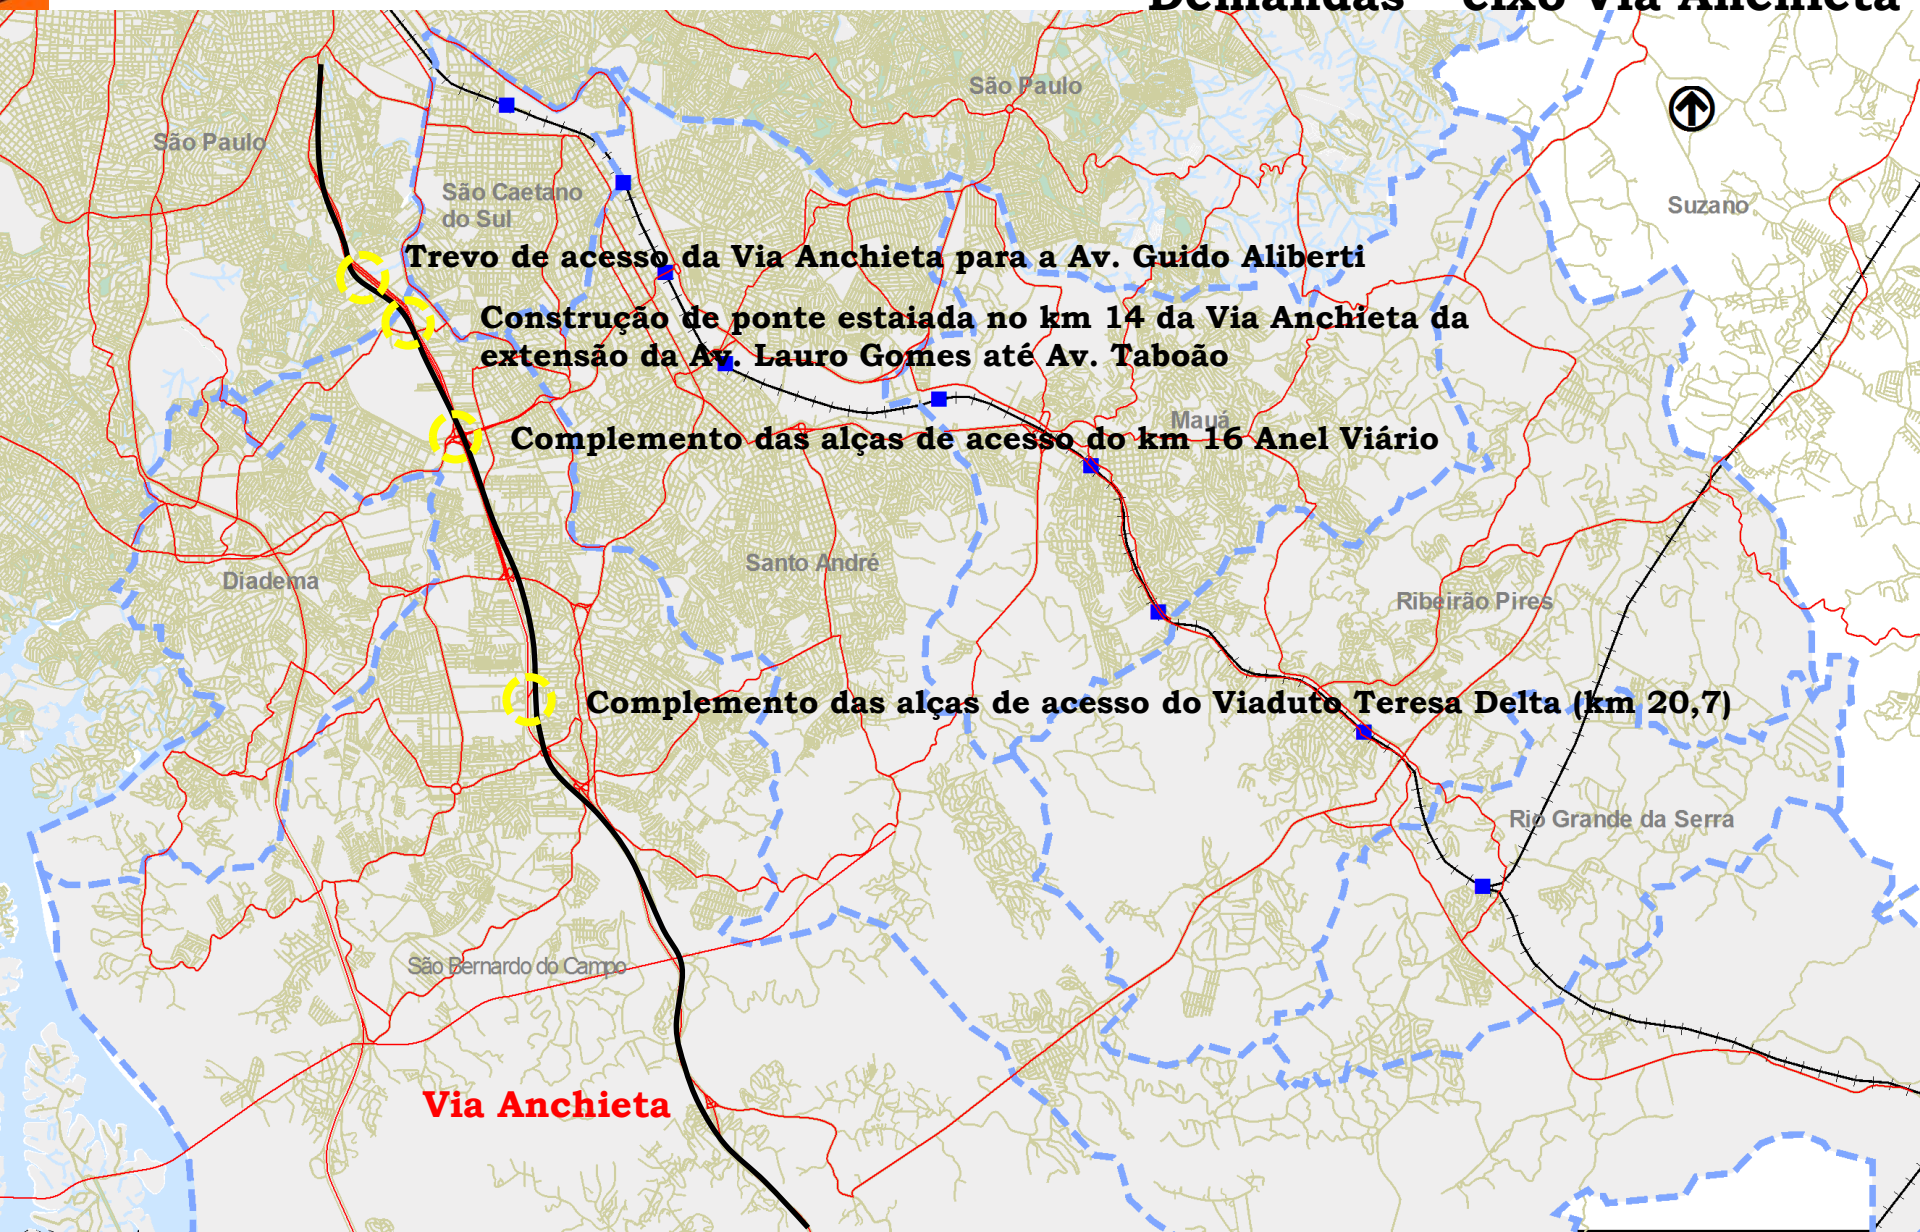 Demandas – eixo Via Anchieta
São Paulo
São Paulo
São Caetano
do Sul
Suzano
Trevo de acesso da Via Anchieta para a Av. Guido Aliberti
Construção de ponte estaiada no km 14 da Via Anchieta da
extensão da Av. Lauro Gomes até Av. Taboão
Mauá
Complemento das alças de acesso do km 16 Anel Viário
Santo André
Diadema
Ribeirão Pires
Complemento das alças de acesso do Viaduto Teresa Delta (km 20,7)
Rio Grande da Serra
São Bernardo do Campo
Via Anchieta